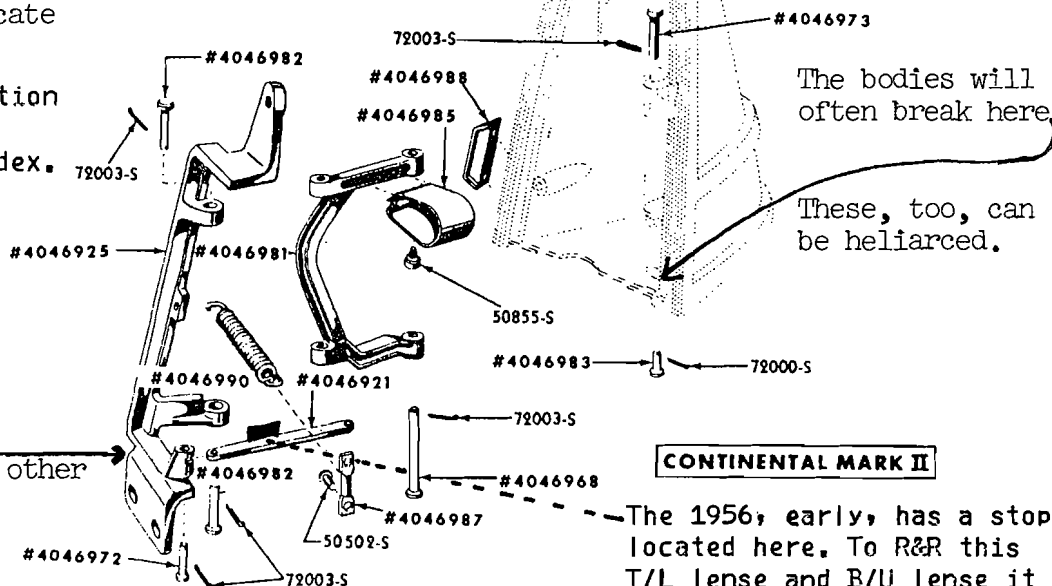 cate
#4046973
72003-S
#4046982
#4046988
The bodies will
often break here
tion
#4046985
dex.
72003-S
These, too, can
be heliarced.
#4046925
#4046981
50855-S
#4046983
72000-S
#4046990
#4046921
72003-S
other
#4046982
#4046968
CONTINENTAL MARK II
#4046987
The 1956, early, has a stop
50502-S
located here. To R&R this
#4046972
72003-S
T/L lense and B/U lense it